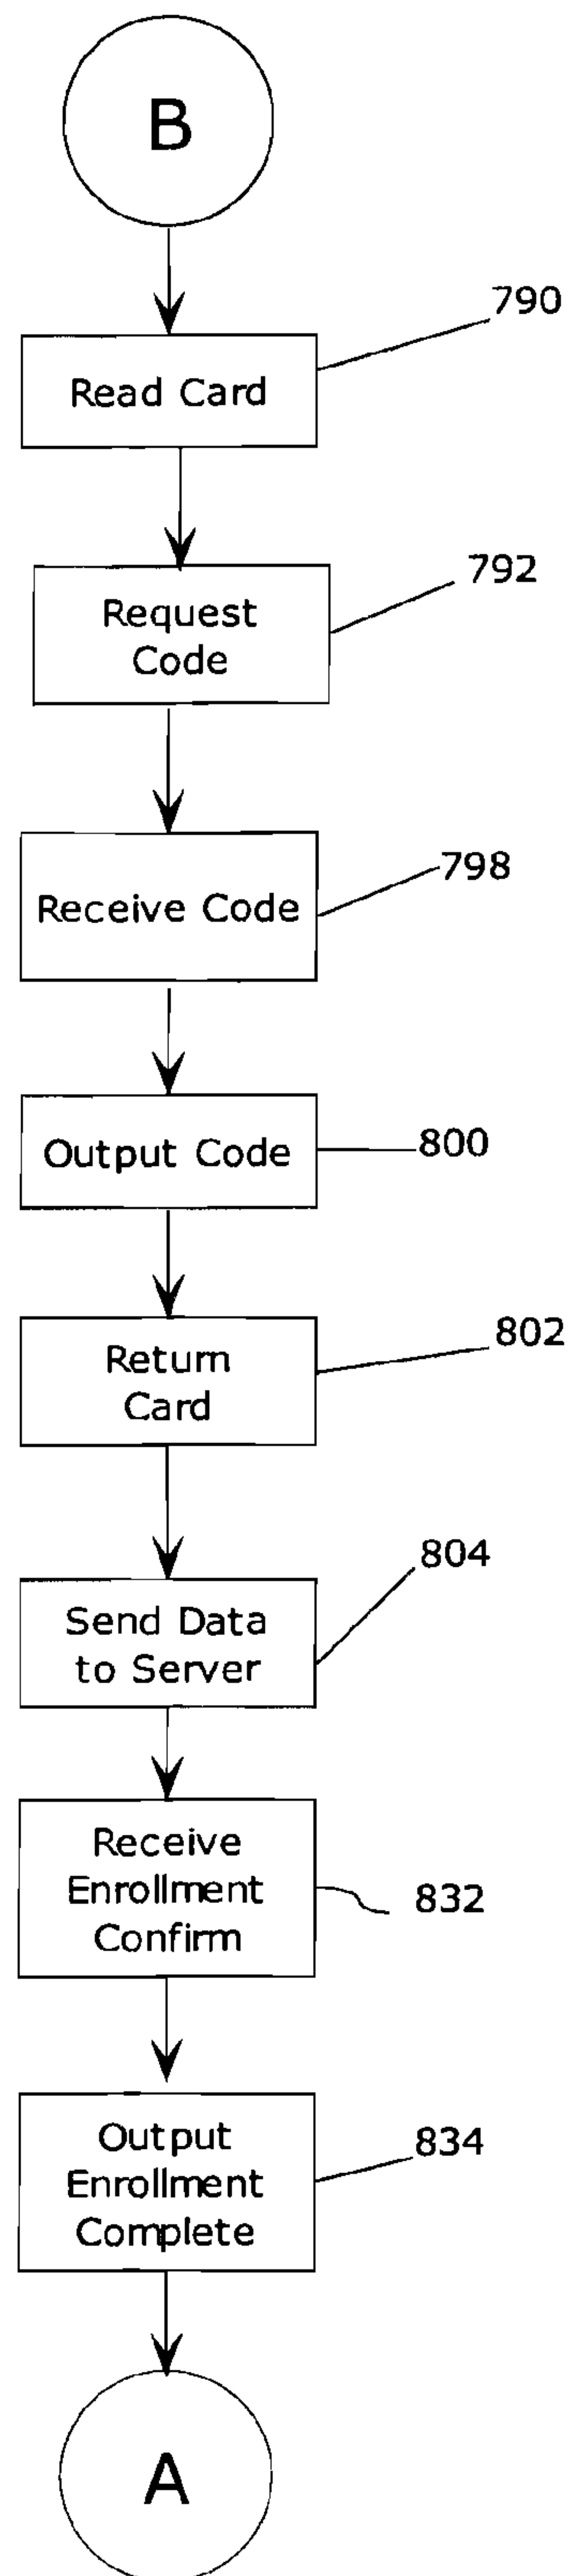 B
790
Read Card
792
Request
Code
798
Receive Code
800
Output Code
802
Return
Card
804
Send Data
to Server
Receive
Enrollment
Confirm
832
Output
Enrollment
Complete
834
A